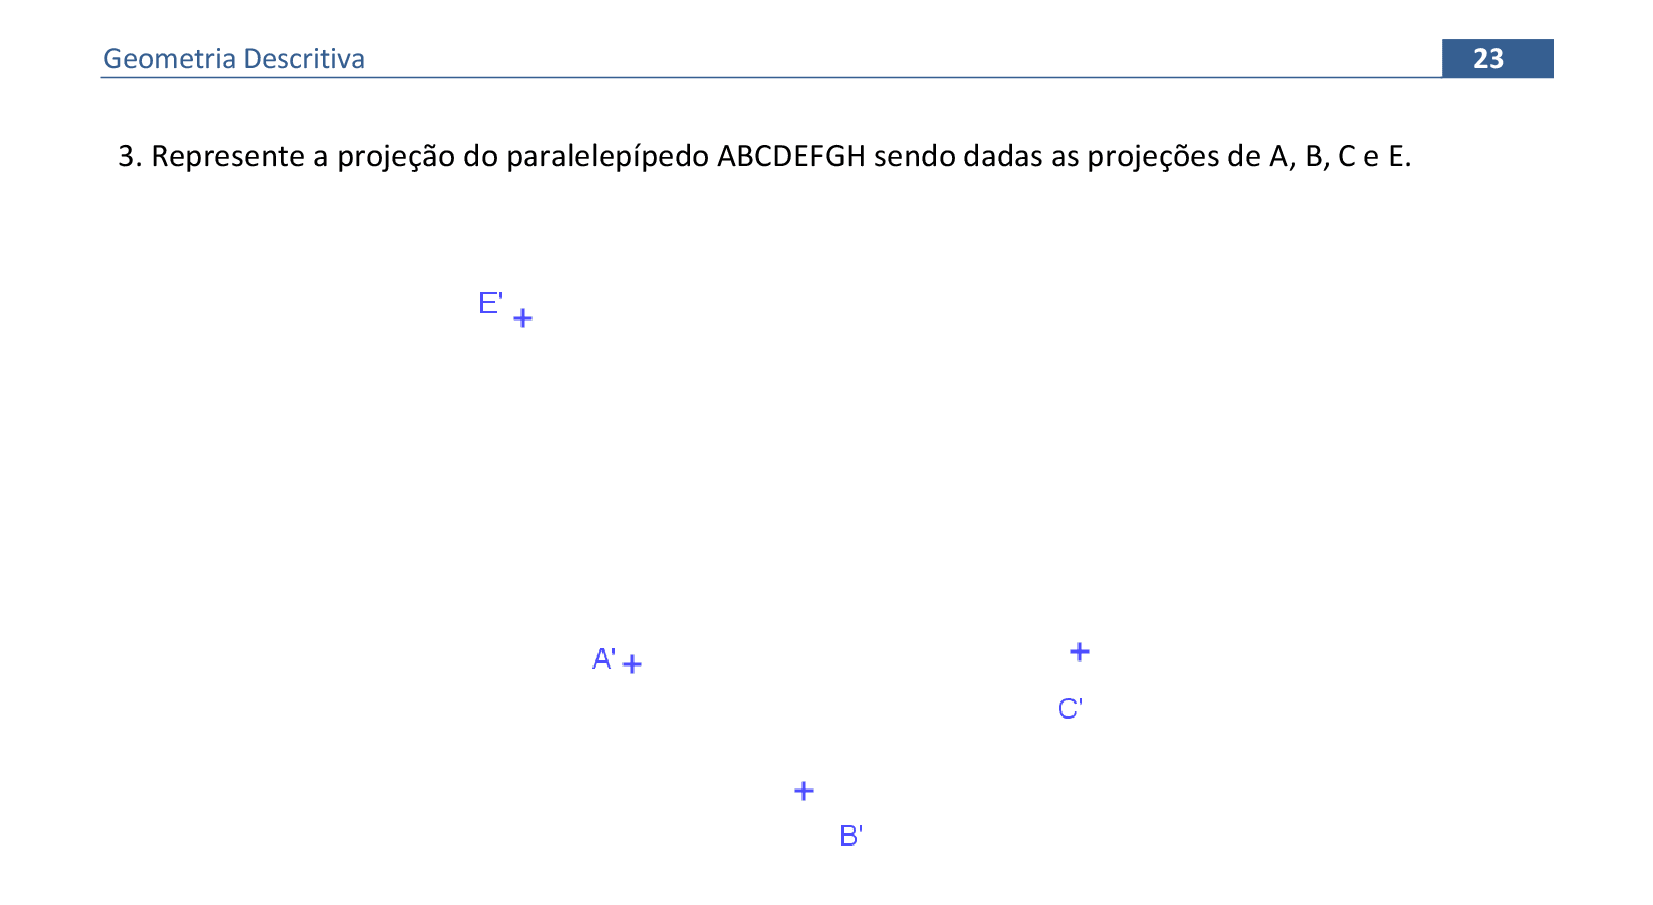 Geometria Descritiva 23
3. Represente a projeção do paralelepípedo ABCDEFGH sendo dadas as projeções de A, B, C e E.
E'
A'
C'
B'